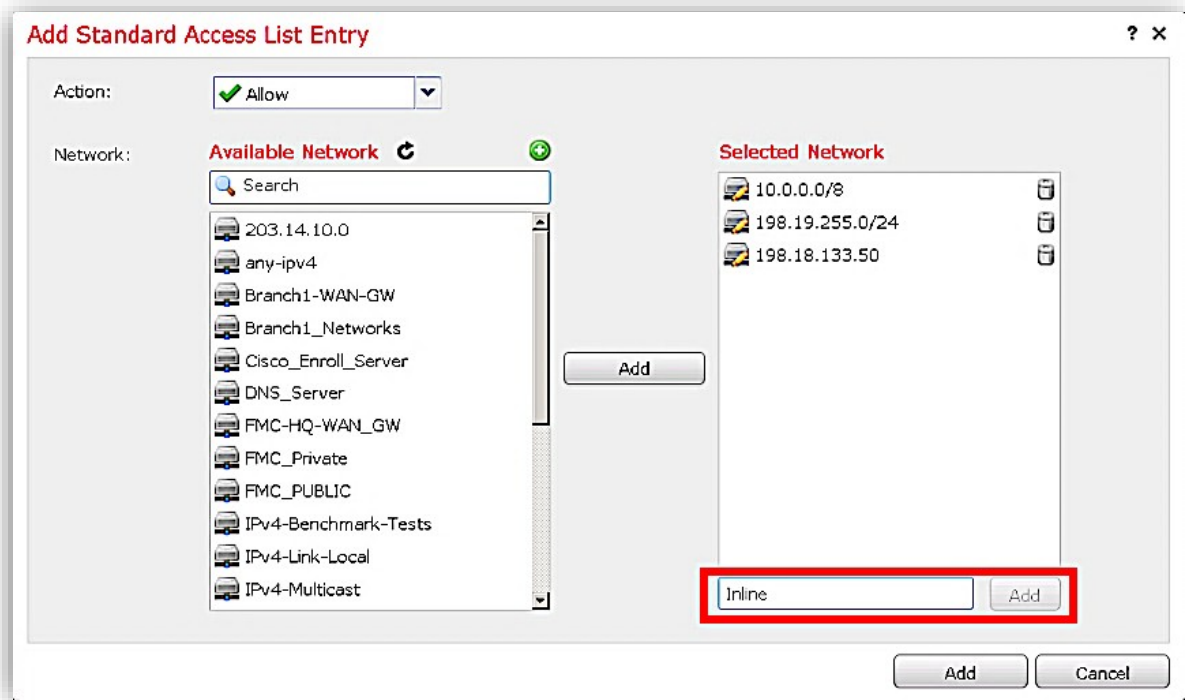 Add Standard Access List Entry
? ×
Action:
Allow
Network:
Available Network
Search
203.14.10.0
any-ipv4
Branch1-WAN-GW
Branch1_Networks
Cisco_Enroll_Server
DNS_Server
FMC-HQ-WAN_GW
FMC_Private
FMC_PUBLIC
IPv4-Benchmark-Tests
IPv4-Link-Local
IPv4-Multicast
Add
Selected Network
10.0.0.0/8
198.19.255.0/24
198.18.133.50
Inline
Add
Add
Cancel